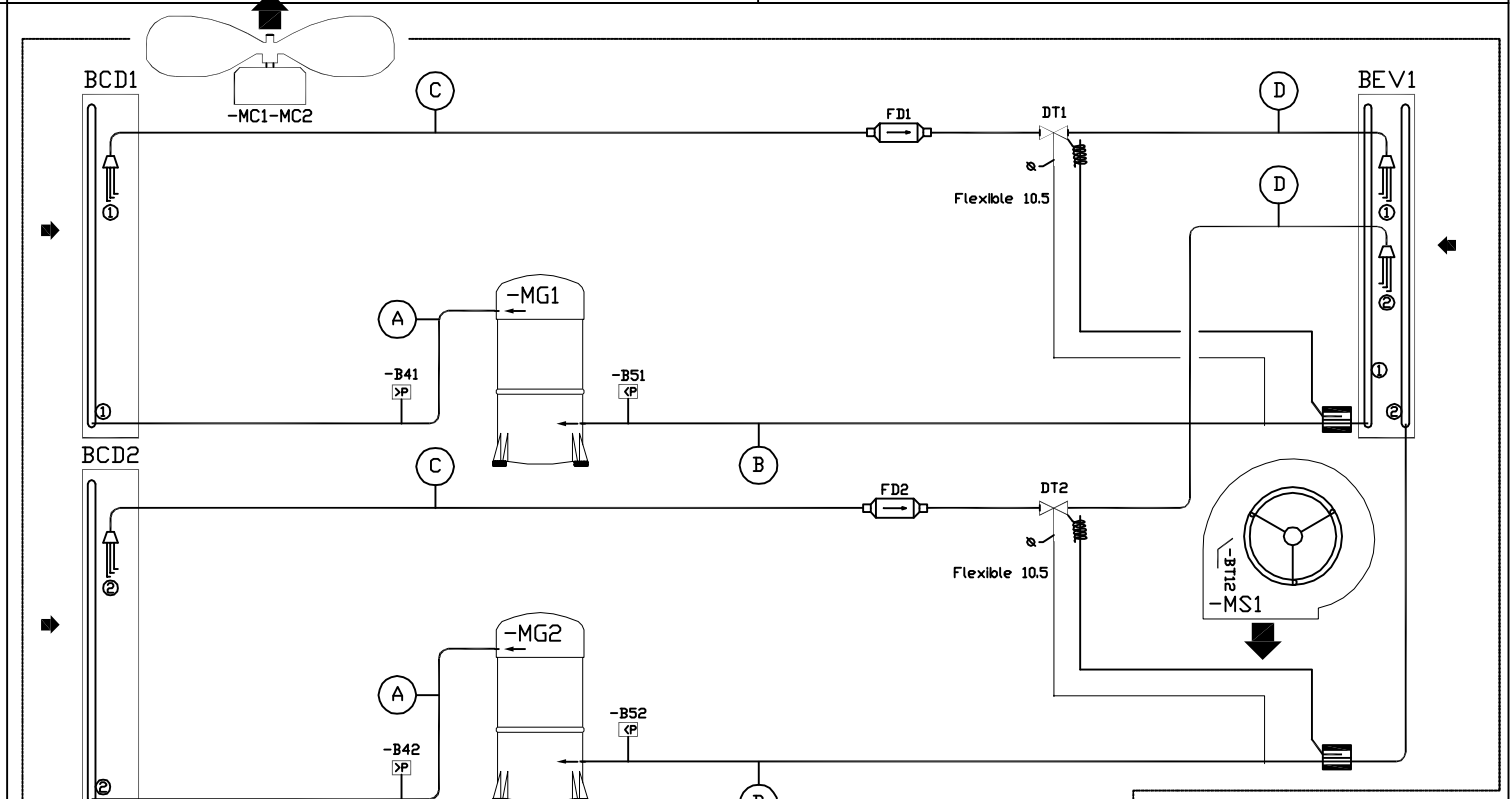 BCD1
-MC1-MC2
C
FD1
DT1
D
BEV1
ø
Flexible 10.5
①
D
①
②
-MG1
A
-B41
>P
-B51
<P
①
②
①
B
BCD2
C
FD2
DT2
ø
Flexible 10.5
②
-BT12
-MS1
-MG2
A
-B52
<P
-B42
>P
②